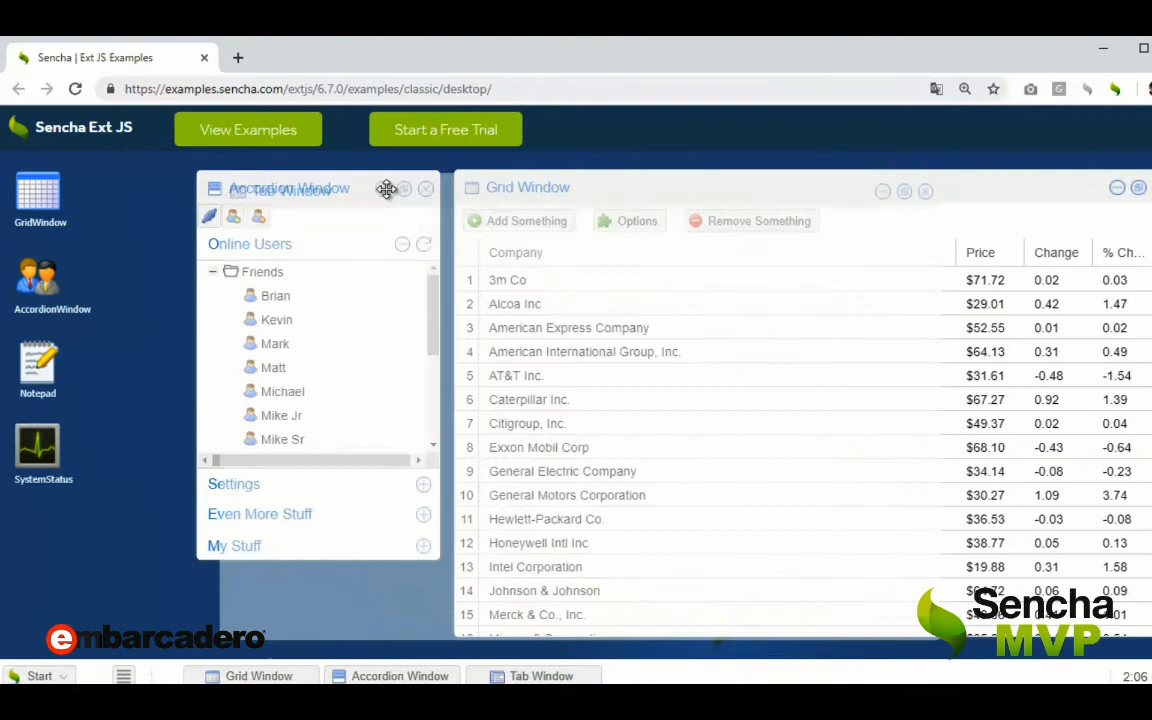 Sencha | Ext JS Examples
https://examples.sencha.com/extjs/6.7.0/examples/classic/desktop/
Sencha Ext JS
View Examples
Start a Free Trial
GridWindow
AccordionWindow
Notepad
SystemStatus
Accordion Window
Tab Window
Online Users
Friends
Brian
Kevin
Mark
Matt
Michael
Mike Jr
Mike Sr
Settings
Even More Stuff
My Stuff
Grid Window
Add Something Options Remove Something
Company Price Change % Ch...
1 3m Co $71.72 0.02 0.03
2 Alcoa Inc $29.01 0.42 1.47
3 American Express Company $52.55 0.01 0.02
4 American International Group, Inc. $64.13 0.31 0.49
5 AT&T Inc. $31.61 -0.48 -1.54
6 Caterpillar Inc. $67.27 0.92 1.39
7 Citigroup, Inc. $49.37 0.02 0.04
8 Exxon Mobil Corp $68.10 -0.43 -0.64
9 General Electric Company $34.14 -0.08 -0.23
10 General Motors Corporation $30.27 1.09 3.74
11 Hewlett-Packard Co. $36.53 -0.03 -0.08
12 Honeywell Intl Inc $38.77 0.05 0.13
13 Intel Corporation $19.88 0.31 1.58
14 Johnson & Johnson 0.06 0.09
15 Merck & Co., Inc.
embarcadero
Sencha
MVP
Start Grid Window Accordion Window Tab Window 2:06